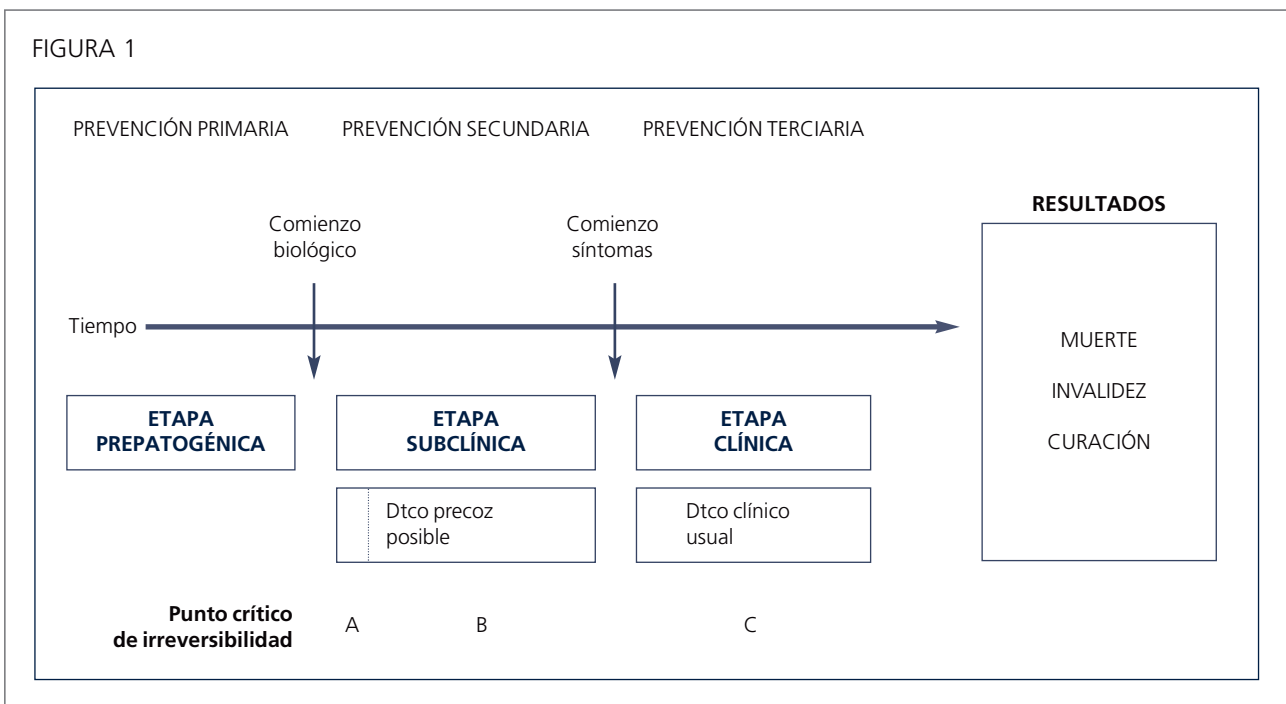 FIGURA 1
PREVENCIÓN PRIMARIA
PREVENCIÓN SECUNDARIA
PREVENCIÓN TERCIARIA
RESULTADOS
Comienzo
biológico
Comienzo
síntomas
Tiempo
MUERTE
INVALIDEZ
CURACIÓN
ETAPA
PREPATOGÉNICA
ETAPA
SUBCLÍNICA
ETAPA
CLÍNICA
Dtco precoz
posible
Dtco clínico
usual
Punto crítico
de irreversibilidad
A
B
C